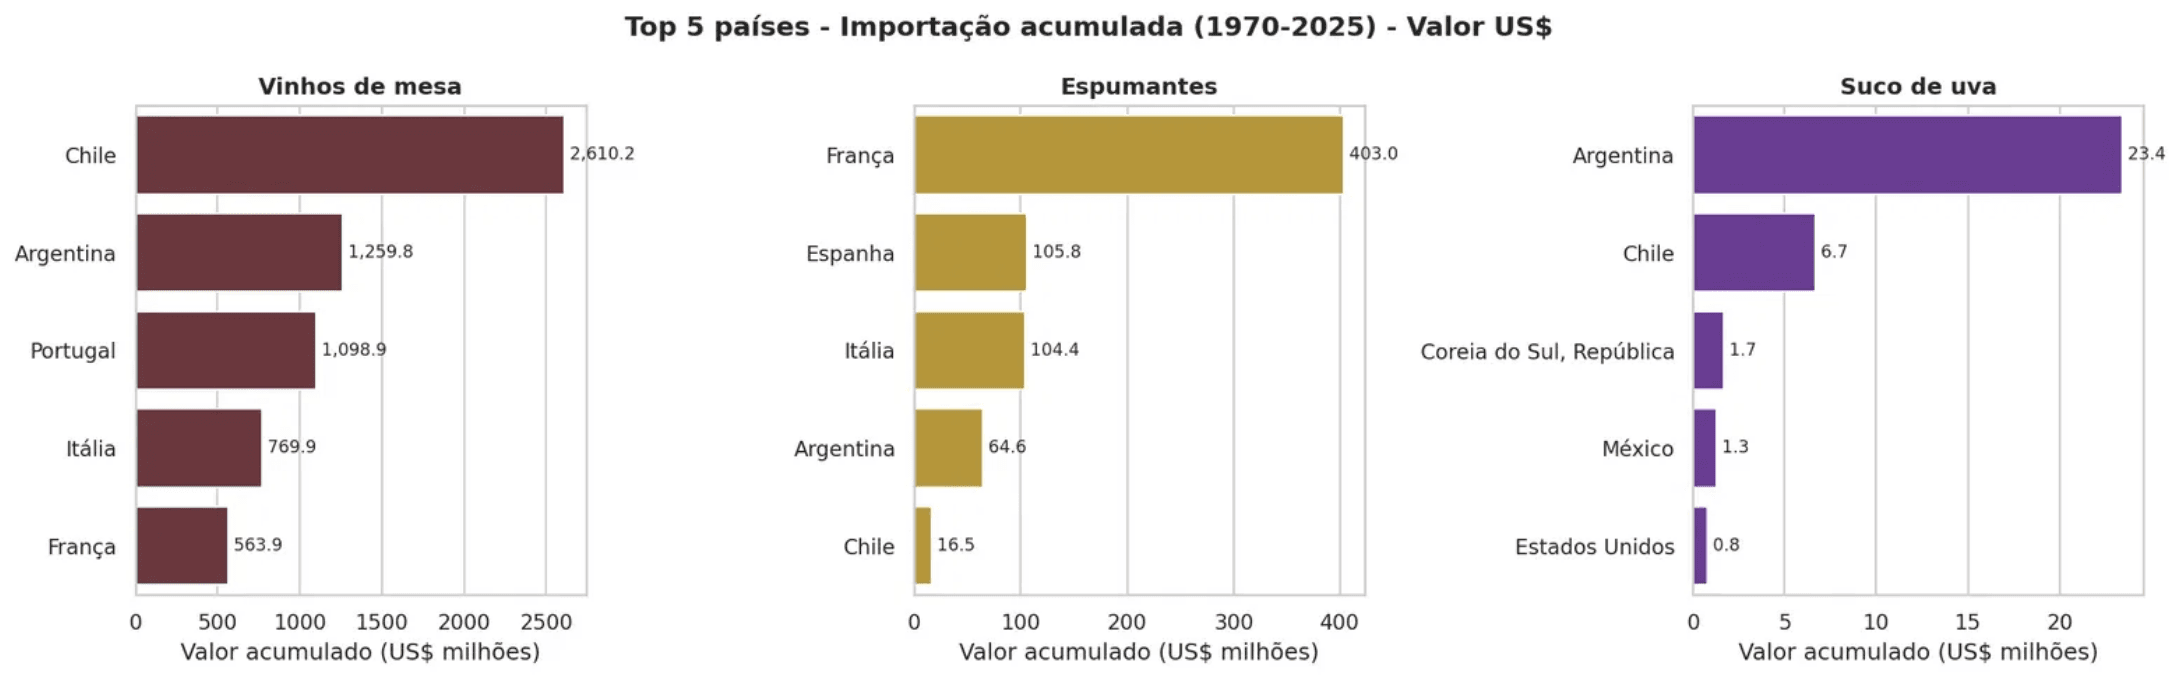 Top 5 países - Importação acumulada (1970-2025) - Valor US$
Vinhos de mesa
Chile
2,610.2
Argentina
1,259.8
Portugal
1,098.9
Itália
769.9
França
563.9
0 500 1000 1500 2000 2500
Valor acumulado (US$ milhões)
Espumantes
França
403.0
Espanha
105.8
Itália
104.4
Argentina
64.6
Chile
16.5
0 100 200 300 400
Valor acumulado (US$ milhões)
Suco de uva
Argentina
23.4
Chile
6.7
Coreia do Sul, República
1.7
México
1.3
Estados Unidos
0.8
0 5 10 15 20
Valor acumulado (US$ milhões)